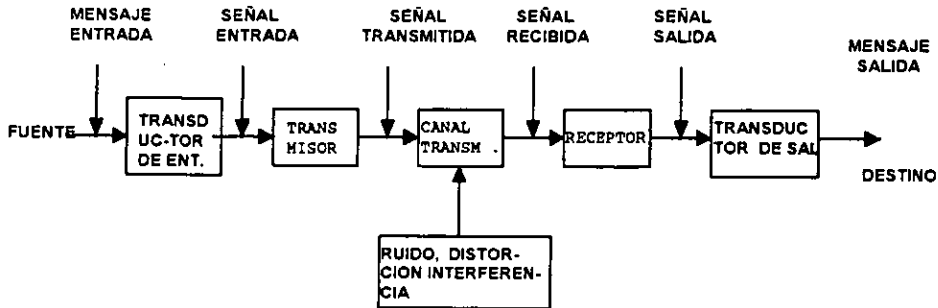 MENSAJE
ENTRADA
SEÑAL
ENTRADA
SEÑAL
TRANSMITIDA
SEÑAL
RECIBIDA
SEÑAL
SALIDA
MENSAJE
SALIDA
FUENTE
TRANSD
UC-TOR
DE ENT.
TRANS
MISOR
CANAL
TRANSM .
RECEPTOR
TRANSDUC
TOR DE SAL
DESTINO
RUIDO, DISTOR-
CION INTERFEREN-
CIA